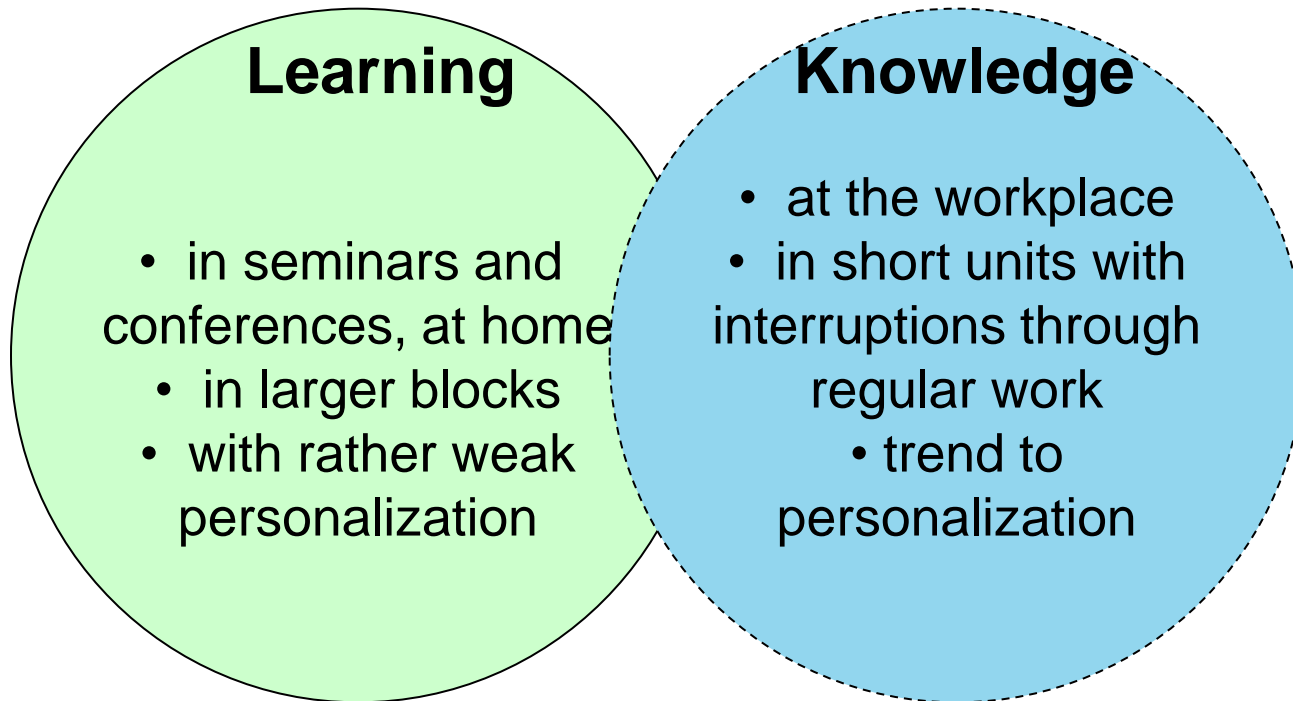 Learning
• in seminars and
conferences, at home
• in larger blocks
• with rather weak
personalization
Knowledge
• at the workplace
• in short units with
interruptions through
regular work
• trend to
personalization